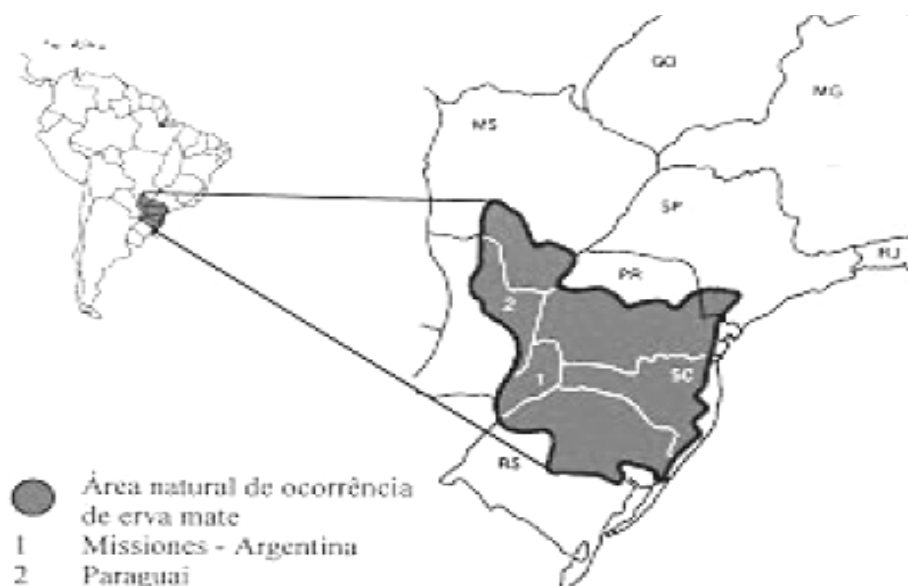 GO
MG
MS
SP
RJ
PR
2
1
SC
RS
Área natural de ocorrência
de erva mate
1 Missiones - Argentina
2 Paraguai